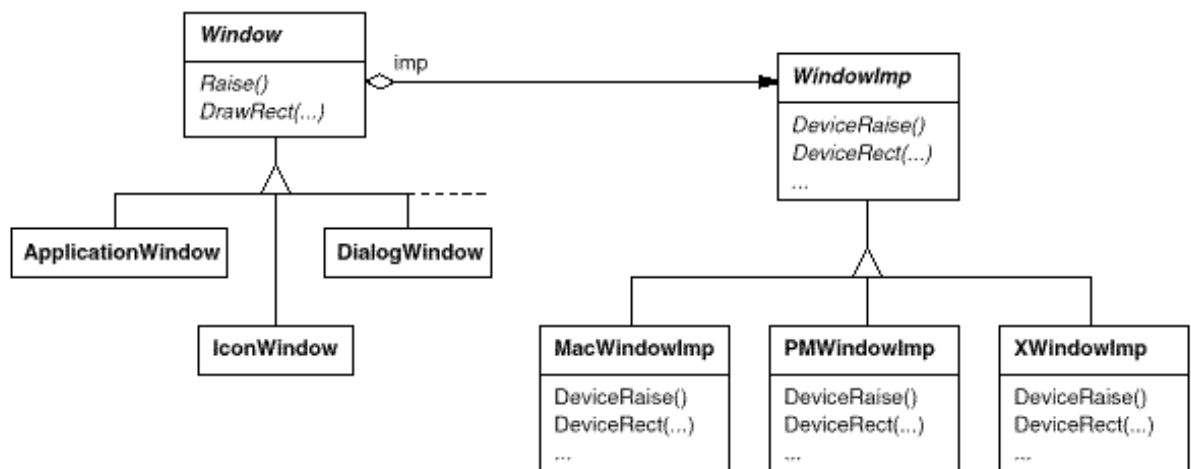 Window
Raise()
DrawRect(...)
imp
WindowImp
DeviceRaise()
DeviceRect(...)
...
ApplicationWindow
DialogWindow
IconWindow
MacWindowImp
DeviceRaise()
DeviceRect(...)
...
PMWindowImp
DeviceRaise()
DeviceRect(...)
...
XWindowImp
DeviceRaise()
DeviceRect(...)
...